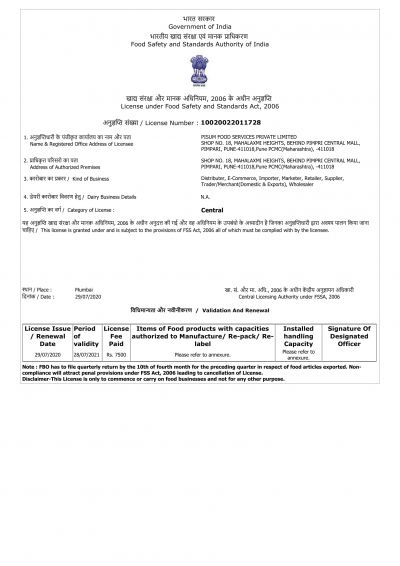 भारत सरकार
Government of India
भारतीय खाद्य संरक्षा एवं मानक प्राधिकरण
Food Safety and Standards Authority of India
खाद्य संरक्षा और मानक अधिनियम, 2006 के अधीन अनुज्ञप्ति
License under Food Safety and Standards Act, 2006
अनुज्ञप्ति संख्या / License Number : 10020022011728
1. अनुज्ञप्तिधारी के पंजीकृत कार्यालय का नाम और पता
Name & Registered Office Address of Licensee
PISUM FOOD SERVICES PRIVATE LIMITED
SHOP NO. 18, MAHALAXMI HEIGHTS, BEHIND PIMPRI CENTRAL MALL,
PIMPARI, PUNE-411018,Pune PCMC(Maharashtra), -411018
2. प्राधिकृत परिसरों का पता
Address of Authorized Premises
SHOP NO. 18, MAHALAXMI HEIGHTS, BEHIND PIMPRI CENTRAL MALL,
PIMPARI, PUNE-411018,Pune PCMC(Maharashtra), -411018
3. कारोबार का प्रकार / Kind of Business
Distributer, E-Commerce, Importer, Marketer, Retailer, Supplier,
Trader/Merchant(Domestic & Exports), Wholesaler
4. डेयरी कारोबार विवरण हेतु / Dairy Business Details
N.A.
5. अनुज्ञप्ति का वर्ग / Category of License :
Central
यह अनुज्ञप्ति खाद्य संरक्षा और मानक अधिनियम, 2006 के अधीन अनुदत्त की गई और वह अधिनियम के उपबंधों के अध्यधीन है जिनका अनुज्ञप्तिधारी द्वारा अवश्य पालन किया जाना
चाहिए / This license is granted under and is subject to the provisions of FSS Act, 2006 all of which must be complied with by the licensee.
स्थान / Place : Mumbai
दिनांक / Date : 29/07/2020
खा. सं. और मा. अधि., 2006 के अधीन केंद्रीय अनुज्ञापन अधिकारी
Central Licensing Authority under FSSA, 2006
विधिमान्यता और नवीनीकरण / Validation And Renewal
License Issue / Renewal Date
Period of validity
License Fee Paid
Items of Food products with capacities authorized to Manufacture/ Re-pack/ Re-label
Installed handling Capacity
Signature Of Designated Officer
29/07/2020
28/07/2021
Rs. 7500
Please refer to annexure.
Please refer to annexure.
Note : FBO has to file quarterly return by the 10th of fourth month for the preceding quarter in respect of food articles exported. Non-
compliance will attract penal provisions under FSS Act, 2006 leading to cancellation of License.
Disclaimer-This License is only to commence or carry on food businesses and not for any other purpose.